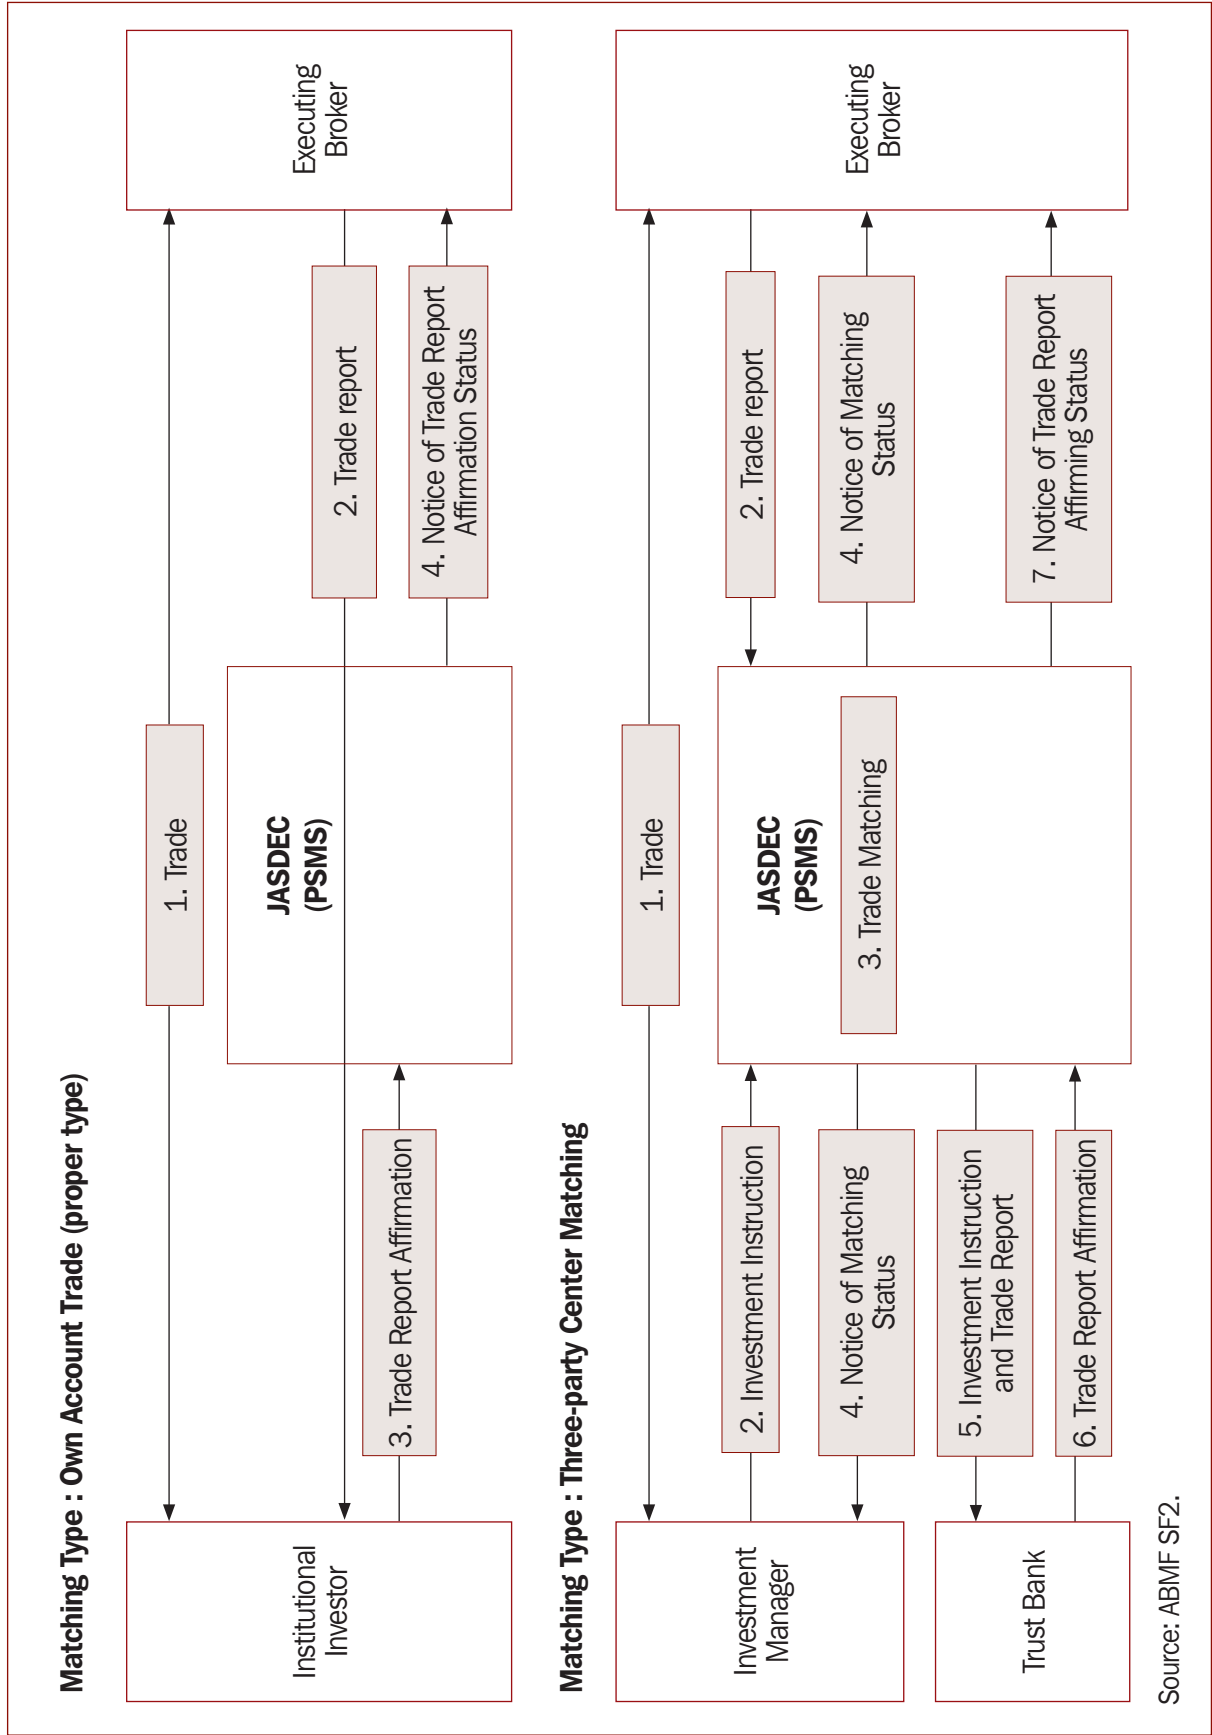 Matching Type : Own Account Trade (proper type)
Institutional
Investor
1. Trade
JASDEC
(PSMS)
Executing
Broker
2. Trade report
3. Trade Report Affirmation
4. Notice of Trade Report
Affirmation Status
Matching Type : Three-party Center Matching
Investment
Manager
1. Trade
JASDEC
(PSMS)
Executing
Broker
2. Investment Instruction
2. Trade report
3. Trade Matching
4. Notice of Matching
Status
4. Notice of Matching
Status
Trust Bank
5. Investment Instruction
and Trade Report
6. Trade Report Affirmation
7. Notice of Trade Report
Affirming Status
Source: ABMF SF2.